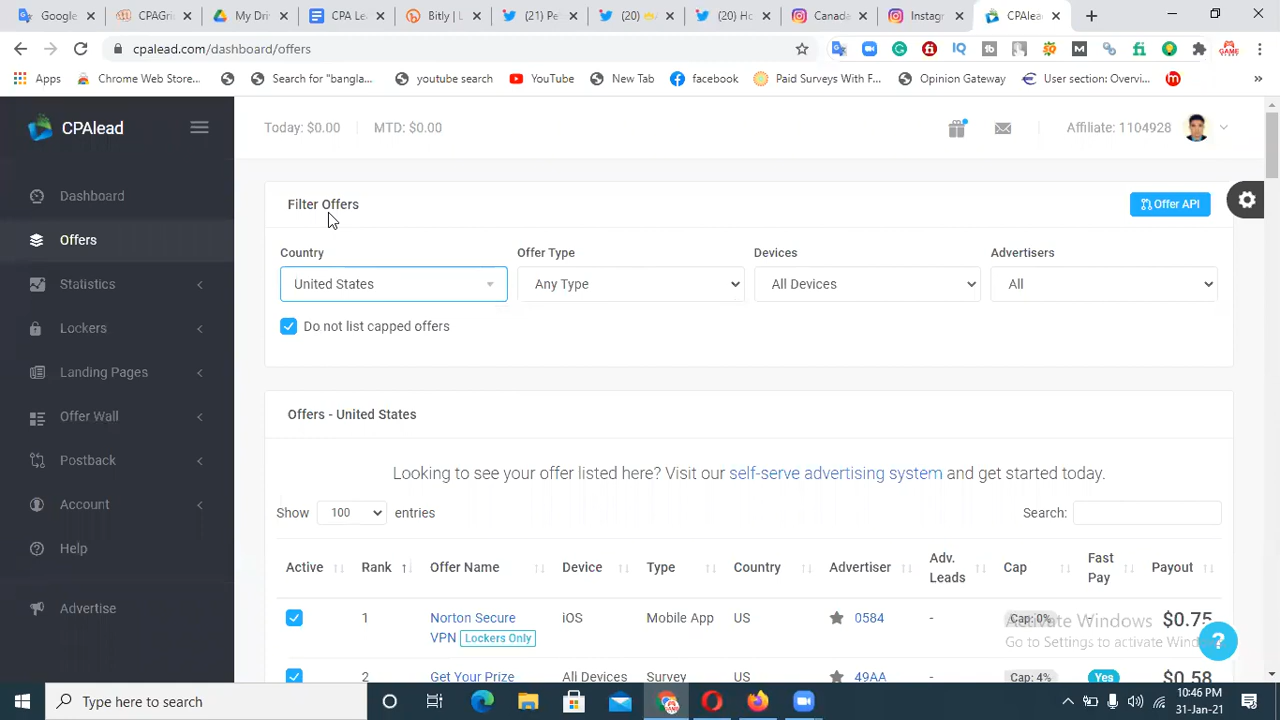 Google
CPAGri
My Dri
CPA Le
Bitly | L
(21) Pe
(20)
(20) Ha
Canada
Instagr
CPAlea
cpalead.com/dashboard/offers
Apps
Chrome Web Store...
Search for "bangla...
youtube search
YouTube
New Tab
facebook
Paid Surveys With F...
Opinion Gateway
User section: Overvi...
CPAlead
Today: $0.00
MTD: $0.00
Affiliate: 1104928
Dashboard
Offers
Statistics
Lockers
Landing Pages
Offer Wall
Postback
Account
Help
Advertise
Filter Offers
Offer API
Country
Offer Type
Devices
Advertisers
United States
Any Type
All Devices
All
Do not list capped offers
Offers - United States
Looking to see your offer listed here? Visit our self-serve advertising system and get started today.
Show 100 entries
Search:
Active Rank Offer Name Device Type Country Advertiser Adv. Leads Cap Fast Pay Payout
1 Norton Secure VPN Lockers Only iOS Mobile App US 0584 - Cap: 0% - $0.75
2 Get Your Prize All Devices Survey US 49AA - Cap: 4% Yes $0.58
Activate Windows
Go to Settings to activate Wind
?
Type here to search
10:46 PM
31-Jan-21